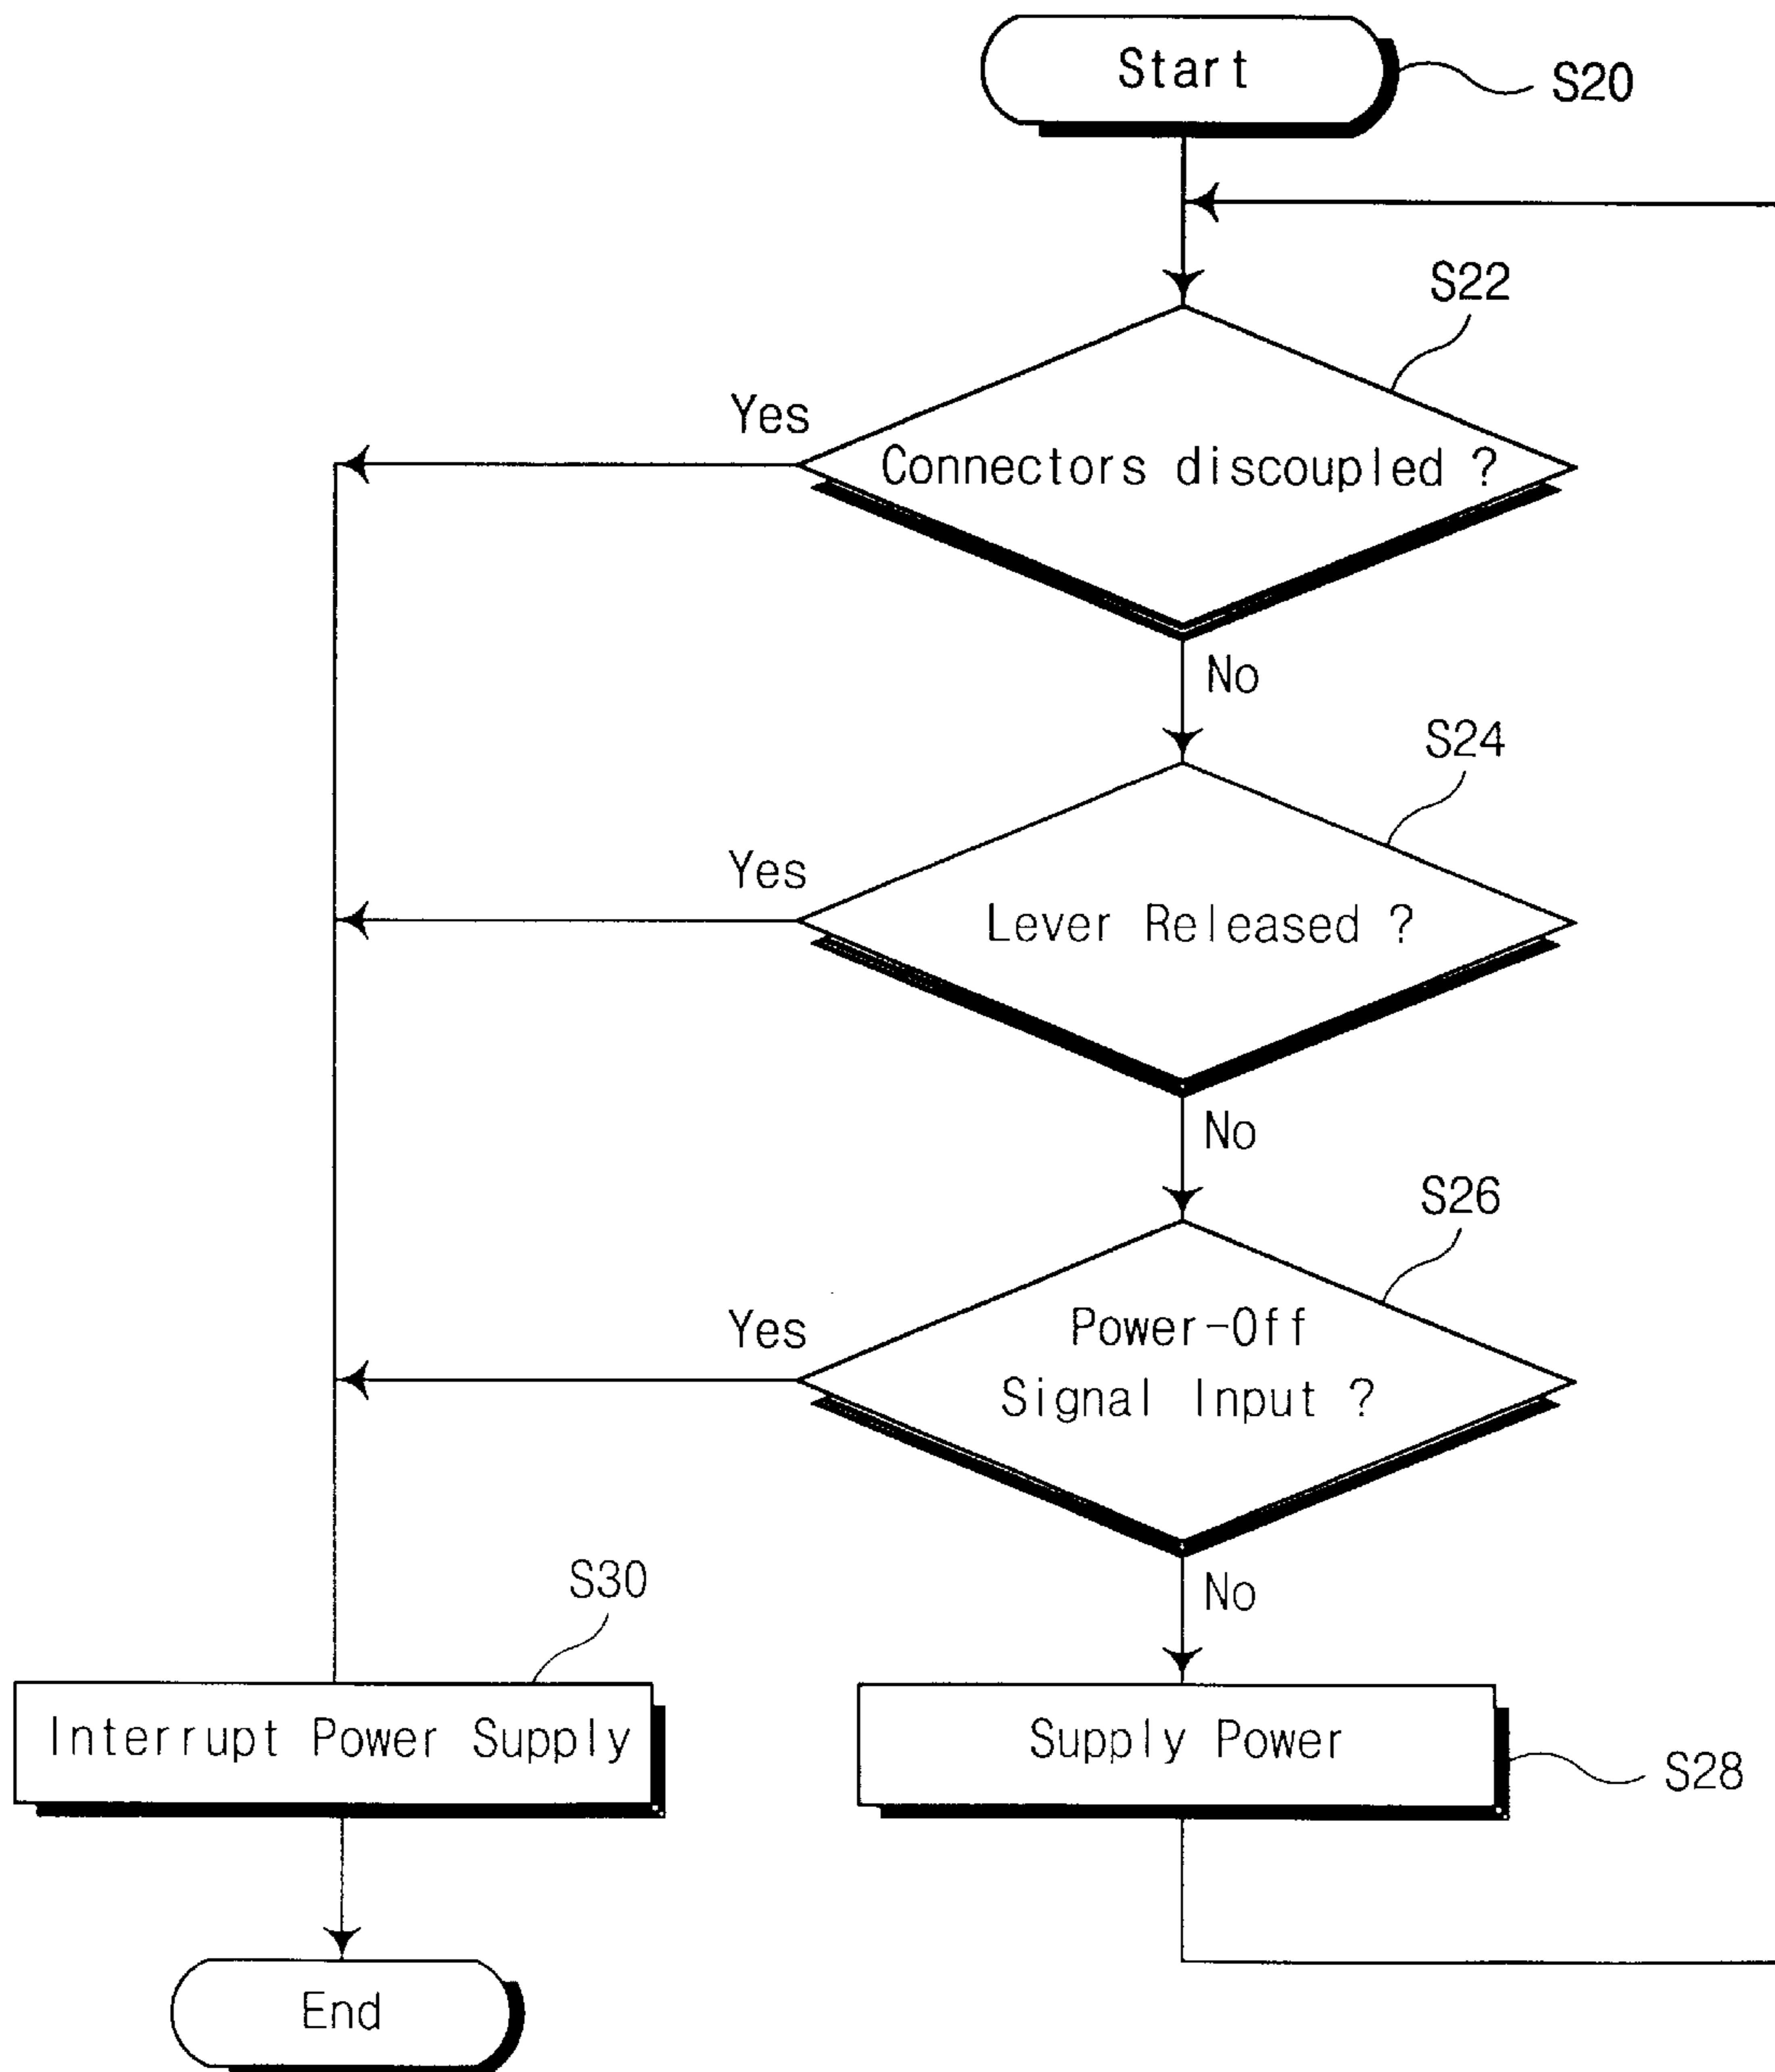 Start
S20
S22
Yes
Connectors discoupled ?
No
S24
Yes
Lever Released ?
No
S26
Yes
Power-Off
Signal Input ?
No
S30
Interrupt Power Supply
Supply Power
S28
End